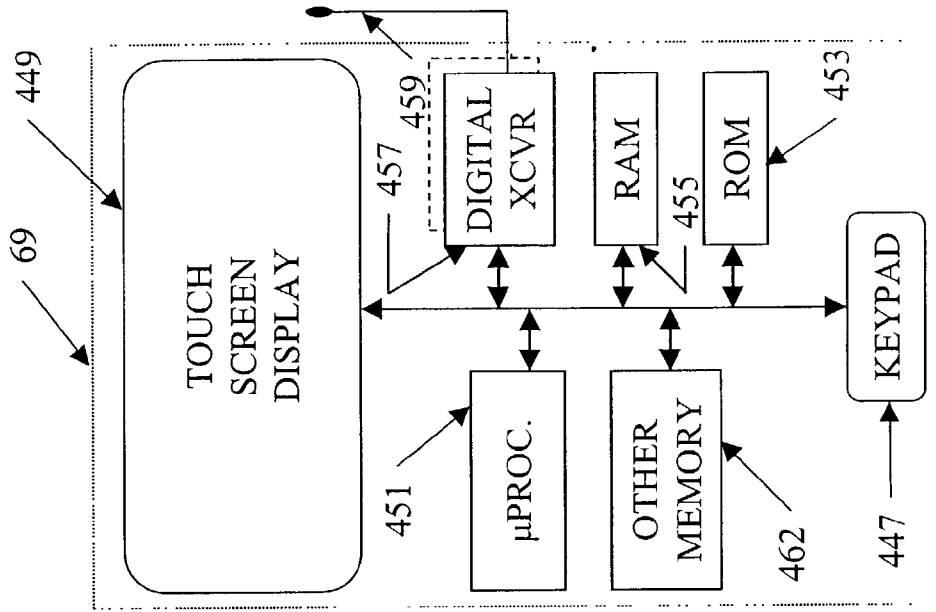 69
449
TOUCH
SCREEN
DISPLAY
457
459
DIGITAL
XCVR
451
μPROC.
RAM
455
OTHER
MEMORY
462
ROM
453
KEYPAD
447